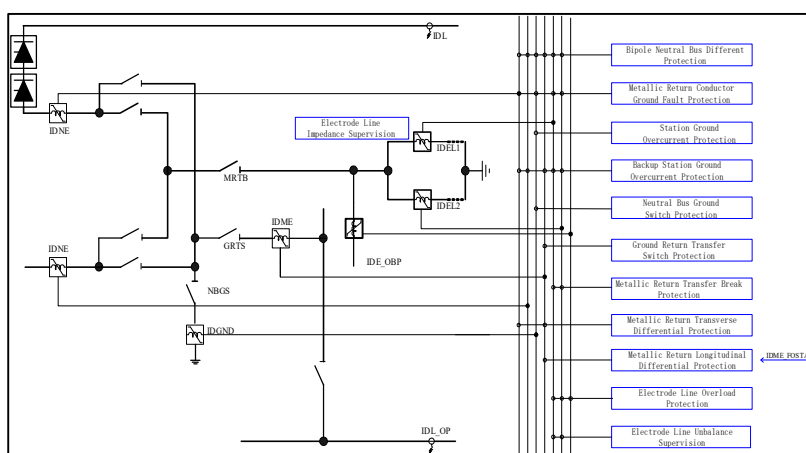 IDL
Bipole Neutral Bus Different
Protection
Metallic Return Conductor
Ground Fault Protection
IDNE
Electrode Line
Impedance Supervision
Station Ground
Overcurrent Protection
IDEL1
MRTB
Backup Station Ground
Overcurrent Protection
IDEL2
Neutral Bus Ground
Switch Protection
IDME
GRTS
IDNE
IDE_OBP
Ground Return Transfer
Switch Protection
NBGS
Metallic Return Transfer Break
Protection
IDGND
Metallic Return Transverse
Differential Protection
Metallic Return Longitudinal
Differential Protection
IDME_FOSTA
Electrode Line Overload
Protection
IDL_OP
Electrode Line Unbalance
Supervision